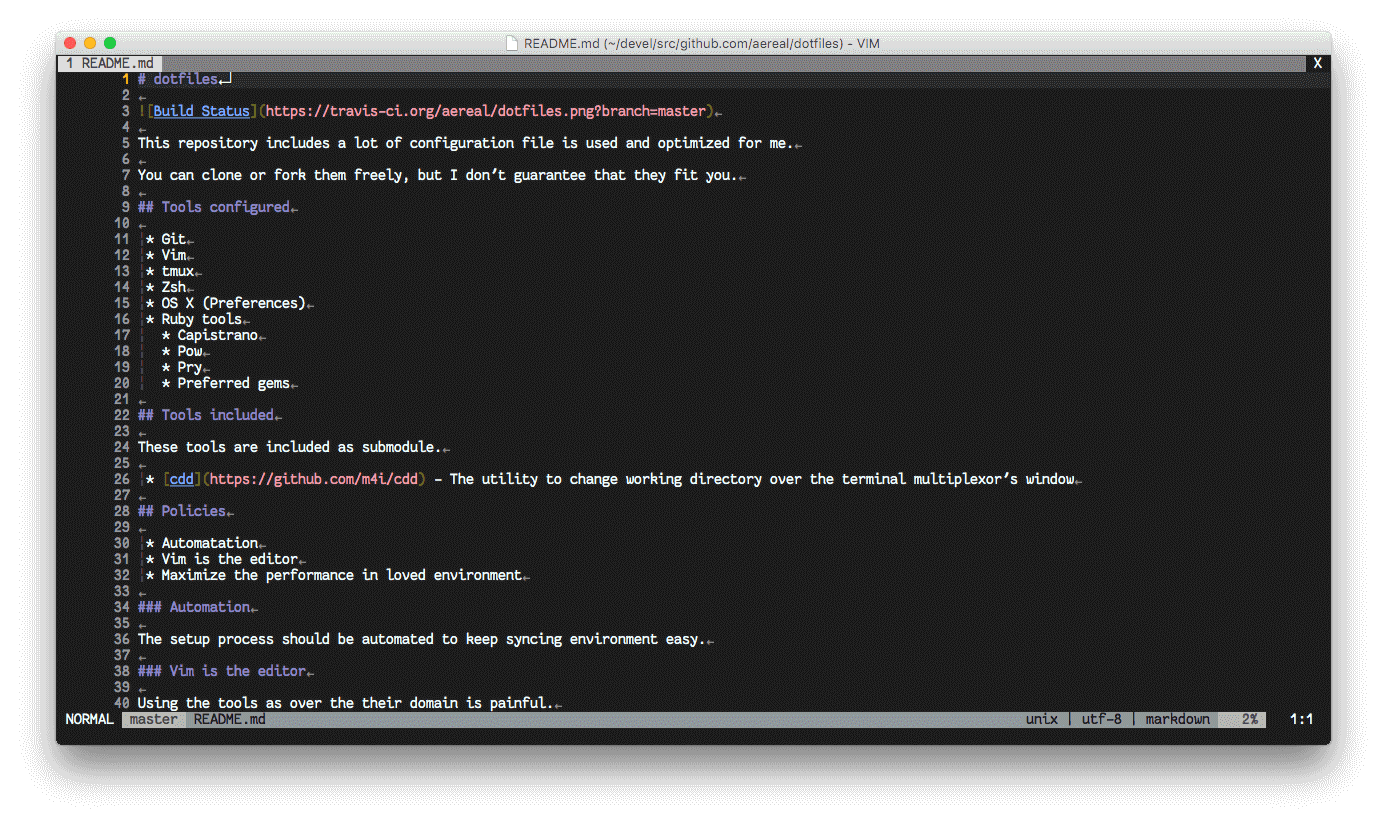 README.md (~/devel/src/github.com/aereal/dotfiles) - VIM
1 README.md X
1 # dotfiles
2
3 ![Build Status](https://travis-ci.org/aereal/dotfiles.png?branch=master)
4
5 This repository includes a lot of configuration file is used and optimized for me.
6
7 You can clone or fork them freely, but I don't guarantee that they fit you.
8
9 ## Tools configured
10
11 * Git
12 * Vim
13 * tmux
14 * Zsh
15 * OS X (Preferences)
16 * Ruby tools
17 * Capistrano
18 * Pow
19 * Pry
20 * Preferred gems
21
22 ## Tools included
23
24 These tools are included as submodule.
25
26 * [cdd](https://github.com/m4i/cdd) - The utility to change working directory over the terminal multiplexor's window
27
28 ## Policies
29
30 * Automatation
31 * Vim is the editor
32 * Maximize the performance in loved environment
33
34 ### Automation
35
36 The setup process should be automated to keep syncing environment easy.
37
38 ### Vim is the editor
39
40 Using the tools as over the their domain is painful.
NORMAL master README.md unix | utf-8 | markdown 2% 1:1